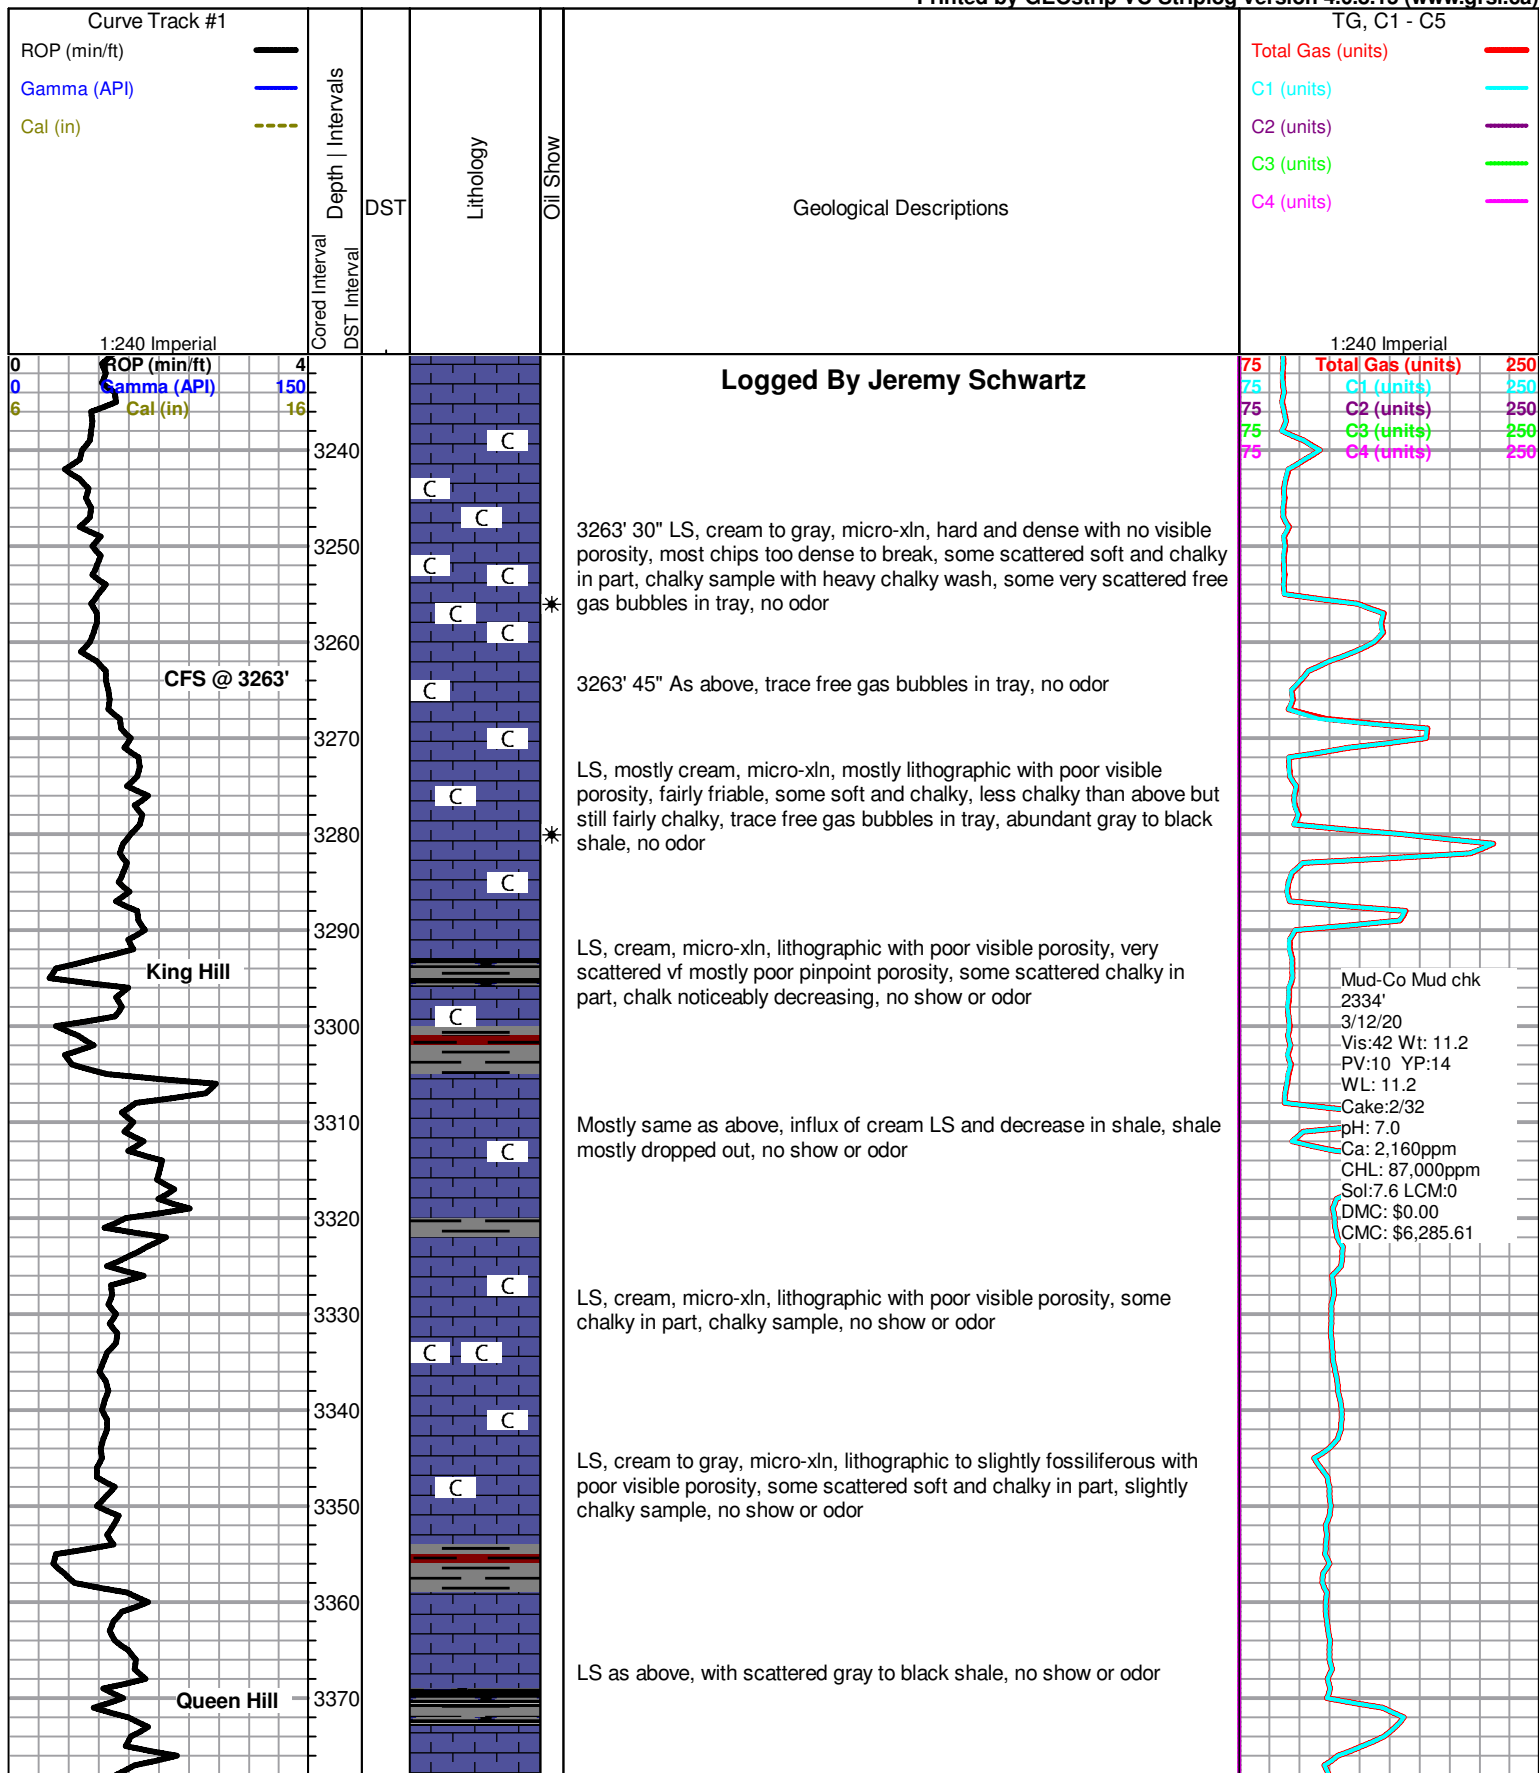 Curve Track #1
ROP (min/ft)
Gamma (API)
Cal (in)
1:240 Imperial
Depth | Intervals
Cored Interval
DST Interval
DST
Lithology
Oil Show
Geological Descriptions
TG, C1 - C5
Total Gas (units)
C1 (units)
C2 (units)
C3 (units)
C4 (units)
1:240 Imperial
0 ROP (min/ft) 4
0 Gamma (API) 150
6 Cal (in) 16
Logged By Jeremy Schwartz
75 Total Gas (units) 250
75 C1 (units) 250
75 C2 (units) 250
75 C3 (units) 250
75 C4 (units) 250
C
3240
C
C
3263' 30" LS, cream to gray, micro-xln, hard and dense with no visible
porosity, most chips too dense to break, some scattered soft and chalky
in part, chalky sample with heavy chalky wash, some very scattered free
gas bubbles in tray, no odor
3250
C
C
C
C
3260
CFS @ 3263'
C
3263' 45" As above, trace free gas bubbles in tray, no odor
3270
C
LS, mostly cream, micro-xln, mostly lithographic with poor visible
porosity, fairly friable, some soft and chalky, less chalky than above but
still fairly chalky, trace free gas bubbles in tray, abundant gray to black
shale, no odor
C
3280
C
3290
LS, cream, micro-xln, lithographic with poor visible porosity, very
scattered vf mostly poor pinpoint porosity, some scattered chalky in
part, chalk noticeably decreasing, no show or odor
King Hill
C
3300
Mud-Co Mud chk
2334'
3/12/20
Vis:42 Wt: 11.2
PV:10 YP:14
WL: 11.2
Cake:2/32
pH: 7.0
Ca: 2,160ppm
CHL: 87,000ppm
Sol:7.6 LCM:0
DMC: $0.00
CMC: $6,285.61
3310
Mostly same as above, influx of cream LS and decrease in shale, shale
mostly dropped out, no show or odor
C
3320
C
LS, cream, micro-xln, lithographic with poor visible porosity, some
chalky in part, chalky sample, no show or odor
3330
C C
3340
C
LS, cream to gray, micro-xln, lithographic to slightly fossiliferous with
poor visible porosity, some scattered soft and chalky in part, slightly
chalky sample, no show or odor
C
3350
3360
LS as above, with scattered gray to black shale, no show or odor
Queen Hill
3370